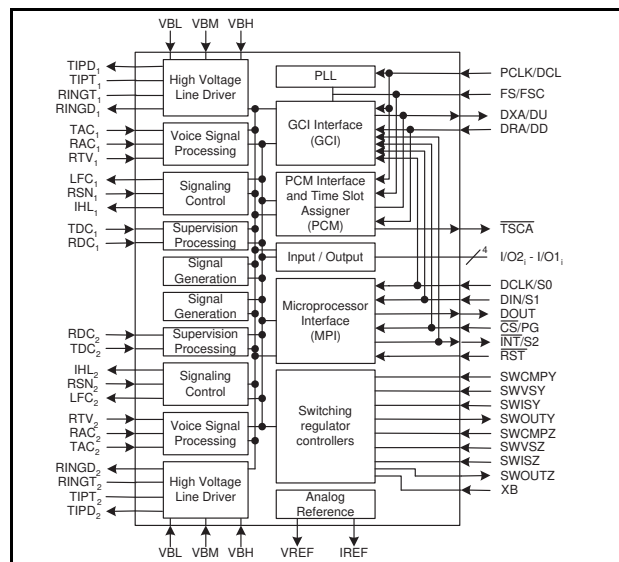 VBL VBM VBH
TIPD1
TIPT1
RINGT1
RINGD1
High Voltage
Line Driver
PLL
PCLK/DCL
FS/FSC
DXA/DU
DRA/DD
TAC1
RAC1
RTV1
Voice Signal
Processing
GCI Interface
(GCI)
LFC1
RSN1
IHL1
Signaling
Control
PCM Interface
and Time Slot
Assigner
(PCM)
TSCA
TDC1
RDC1
Supervision
Processing
Signal
Generation
Input / Output
4
I/O2i - I/O1i
Signal
Generation
Microprocessor
Interface
(MPI)
DCLK/S0
DIN/S1
DOUT
CS/PG
INT/S2
RST
RDC2
TDC2
Supervision
Processing
IHL2
RSN2
LFC2
Signaling
Control
Switching
regulator
controllers
SWCMPY
SWVSY
SWISY
SWOUTY
SWCMPZ
SWVSZ
SWISZ
SWOUTZ
XB
RTV2
RAC2
TAC2
Voice Signal
Processing
RINGD2
RINGT2
TIPT2
TIPD2
High Voltage
Line Driver
Analog
Reference
VBL VBM VBH
VREF IREF